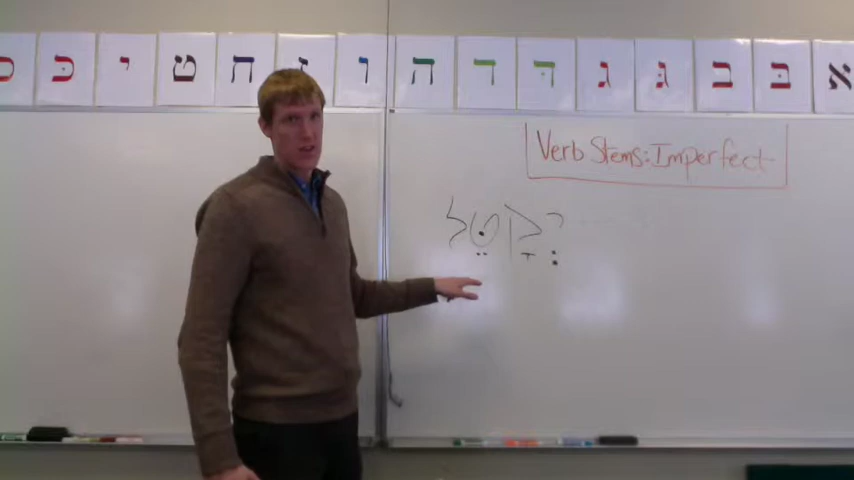 א בּ ב גּ ג דּ ד ה ו ז ח ט י כּ כ
Verb Stems: Imperfect
יְקַטֵּל